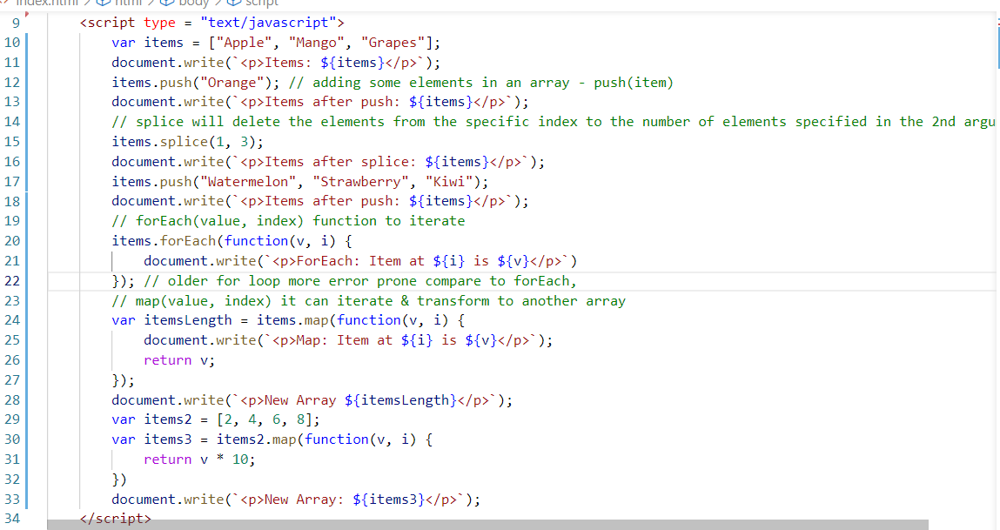 index.html > html > body > script
9 <script type = "text/javascript">
10 var items = ["Apple", "Mango", "Grapes"];
11 document.write(`<p>Items: ${items}</p>`);
12 items.push("Orange"); // adding some elements in an array - push(item)
13 document.write(`<p>Items after push: ${items}</p>`);
14 // splice will delete the elements from the specific index to the number of elements specified in the 2nd argu
15 items.splice(1, 3);
16 document.write(`<p>Items after splice: ${items}</p>`);
17 items.push("Watermelon", "Strawberry", "Kiwi");
18 document.write(`<p>Items after push: ${items}</p>`);
19 // forEach(value, index) function to iterate
20 items.forEach(function(v, i) {
21 document.write(`<p>ForEach: Item at ${i} is ${v}</p>`)
22 }); // older for loop more error prone compare to forEach,
23 // map(value, index) it can iterate & transform to another array
24 var itemsLength = items.map(function(v, i) {
25 document.write(`<p>Map: Item at ${i} is ${v}</p>`);
26 return v;
27 });
28 document.write(`<p>New Array ${itemsLength}</p>`);
29 var items2 = [2, 4, 6, 8];
30 var items3 = items2.map(function(v, i) {
31 return v * 10;
32 })
33 document.write(`<p>New Array: ${items3}</p>`);
34 </script>